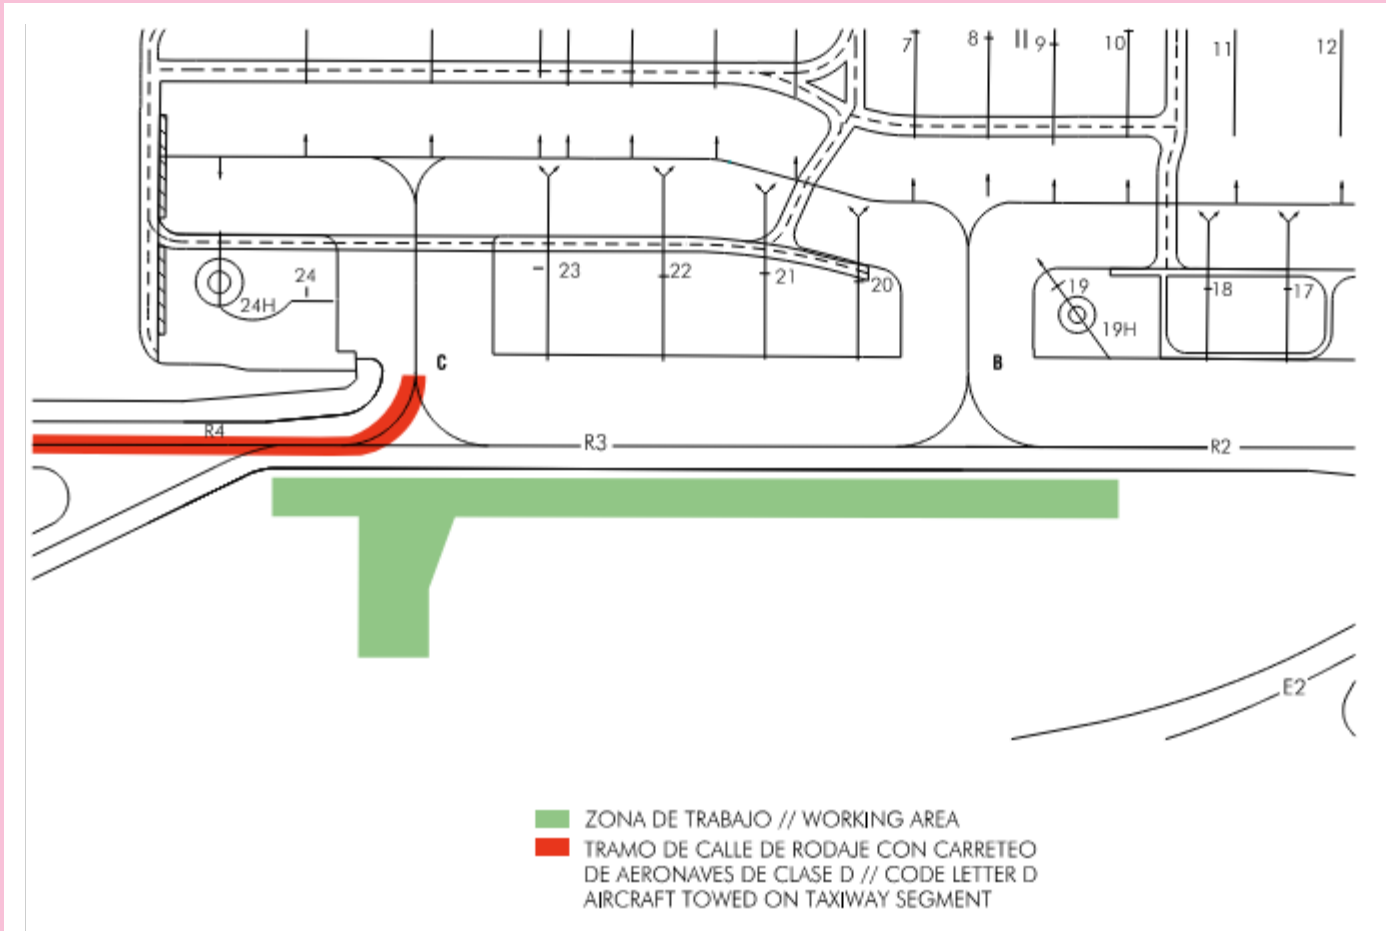 7
8
II
9
10
11
12
24
24H
23
22
21
20
19
19H
18
17
C
B
R4
R3
R2
E2
ZONA DE TRABAJO // WORKING AREA
TRAMO DE CALLE DE RODAJE CON CARRETEO
DE AERONAVES DE CLASE D // CODE LETTER D
AIRCRAFT TOWED ON TAXIWAY SEGMENT